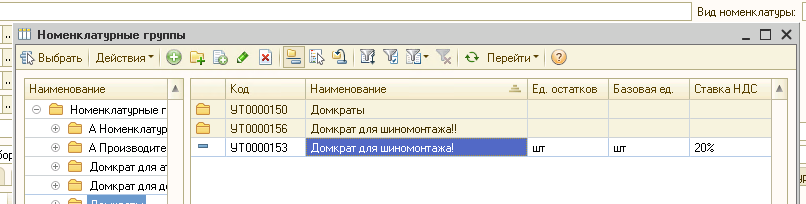 Вид номенклатуры:
Номенклатурные группы
Выбрать Действия Перейти
Наименование Код Наименование Ед. остатков Базовая ед. Ставка НДС
Номенклатурные г УТ0000150 Домкраты
А Номенклатур УТ0000156 Домкрат для шиномонтажа!!
А Производите УТ0000153 Домкрат для шиномонтажа! шт шт 20%
Домкрат для а
Домкрат для д
Домкраты